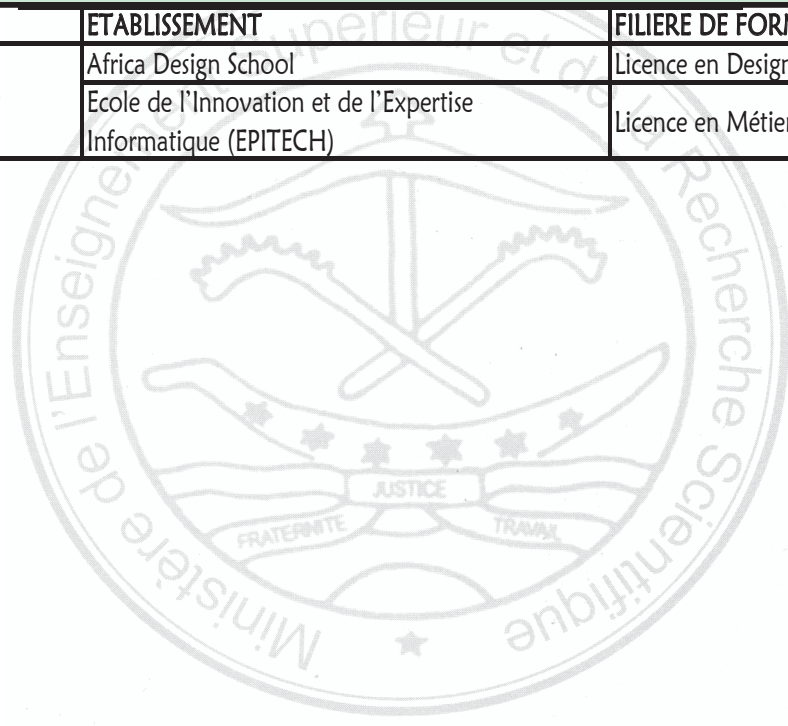 ETABLISSEMENT
FILIERE DE FORM
Africa Design School
Licence en Design
Ecole de l'Innovation et de l'Expertise
Informatique (EPITECH)
Licence en Métier
Ministère de l'Enseignement Supérieur et de la Recherche Scientifique
JUSTICE
FRATERNITE
TRAVAIL